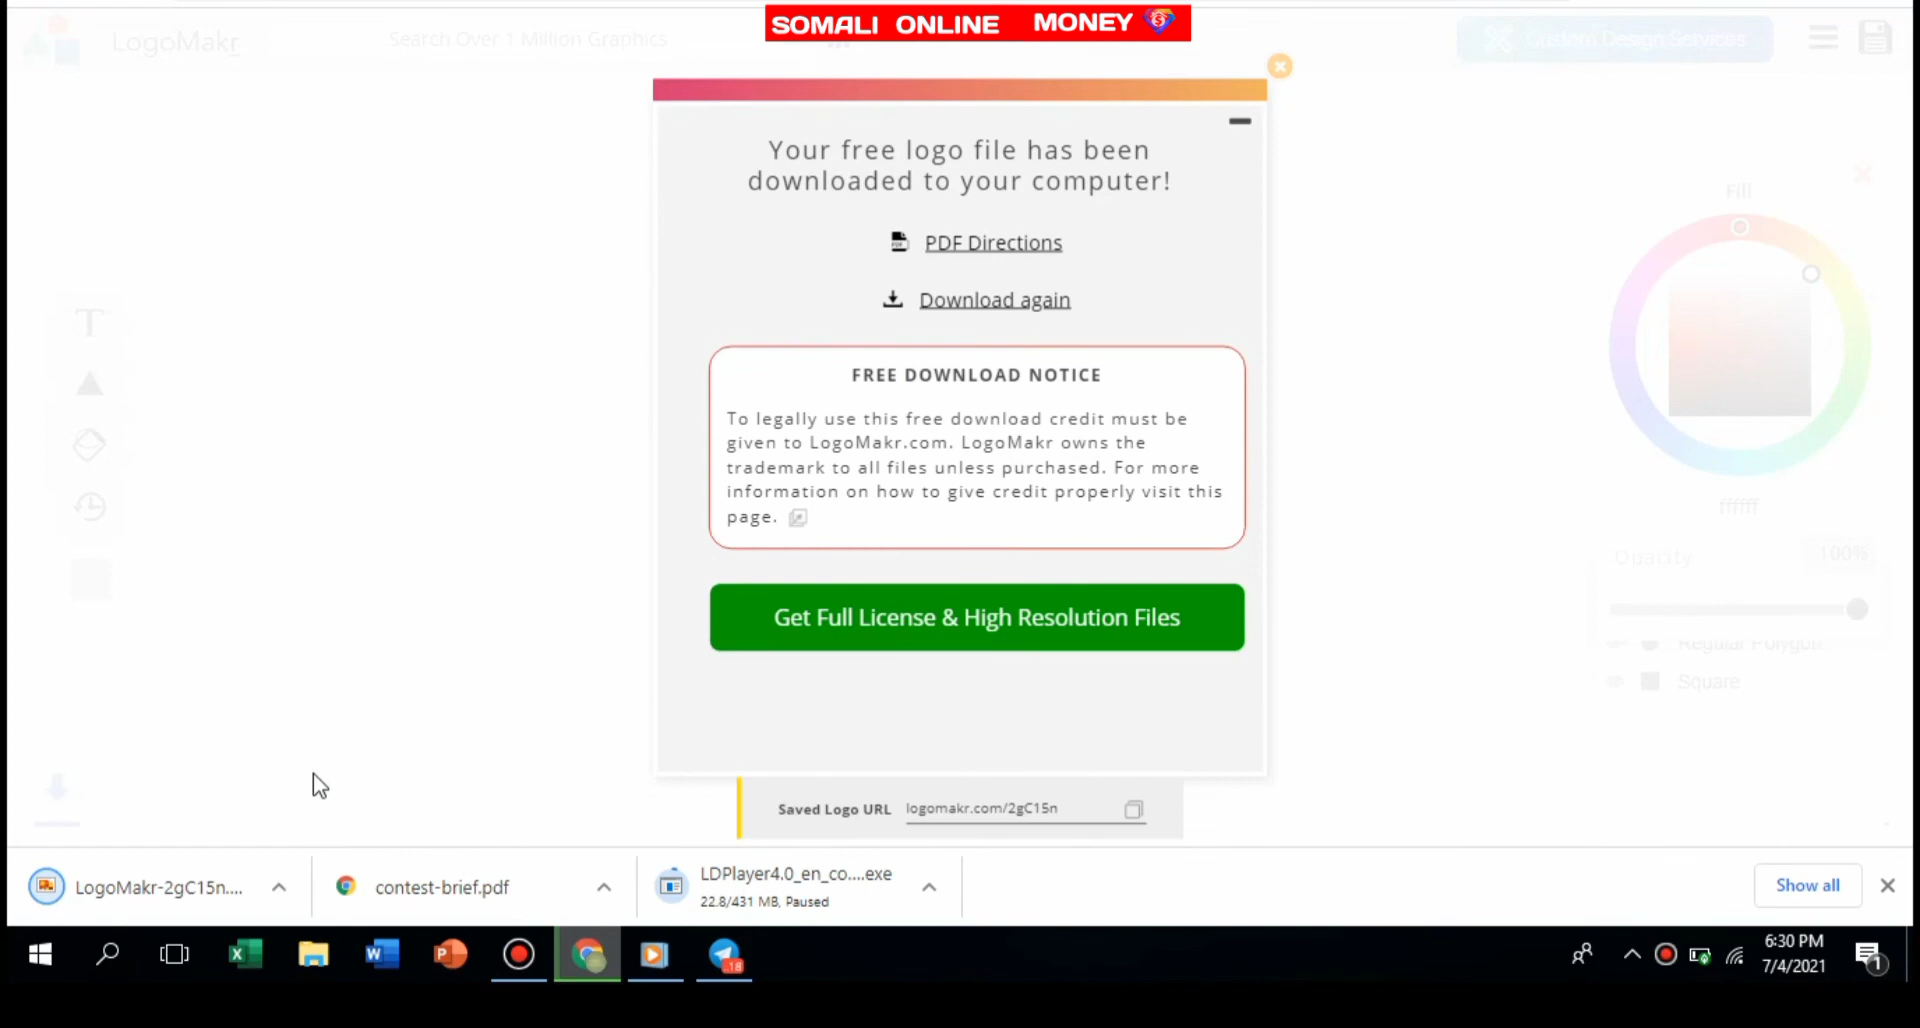 SOMALI ONLINE MONEY
LogoMakr
Search Over 1 Million Graphics
Custom Design Services
Your free logo file has been
downloaded to your computer!
PDF Directions
Download again
FREE DOWNLOAD NOTICE
To legally use this free download credit must be
given to LogoMakr.com. LogoMakr owns the
trademark to all files unless purchased. For more
information on how to give credit properly visit this
page.
Get Full License & High Resolution Files
Fill
ffffff
Opacity 100%
Regular Polygon
Square
T
Saved Logo URL logomakr.com/2gC15n
LogoMakr-2gC15n....
contest-brief.pdf
LDPlayer4.0_en_co....exe
22.8/431 MB, Paused
Show all
18
6:30 PM
7/4/2021
1